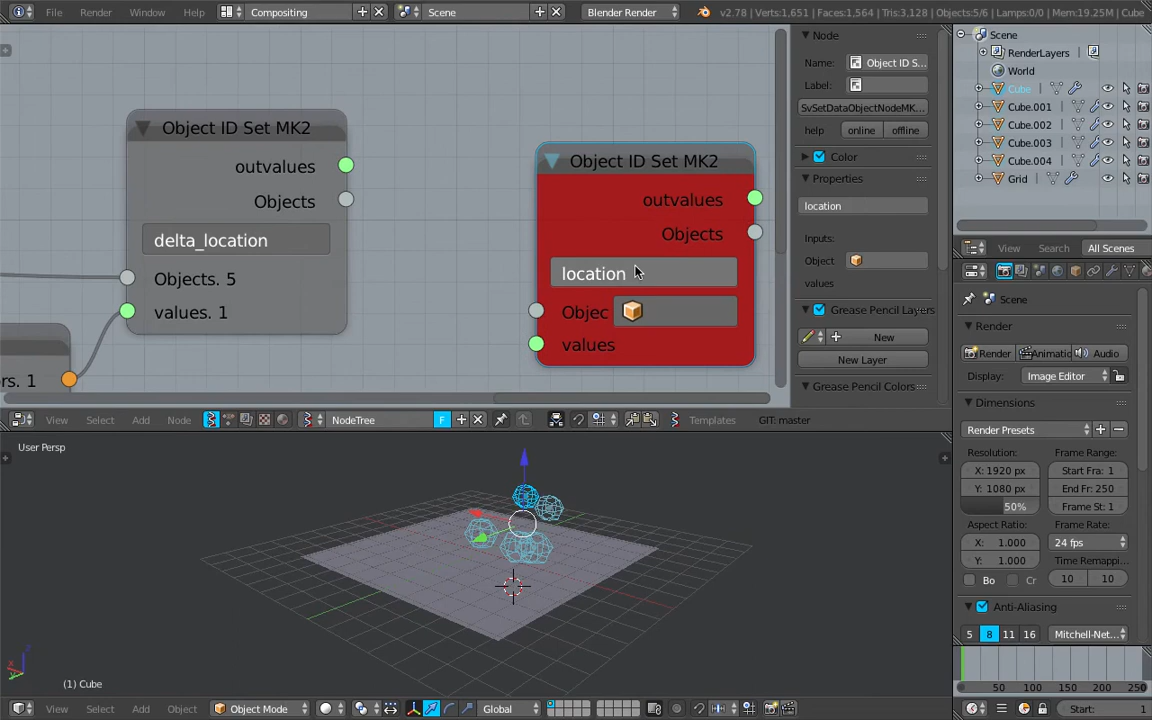 File Render Window Help Compositing Scene Blender Render v2.78 | Verts:1,651 | Faces:1,564 | Tris:3,128 | Objects:5/6 | Lamps:0/0 | Mem:19.25M | Cube
Object ID Set MK2
outvalues
Objects
delta_location
Objects. 5
values. 1
rs. 1
Object ID Set MK2
outvalues
Objects
location
Objec
values
Node
Name: Object ID S...
Label:
SvSetDataObjectNodeMK...
help online offline
Color
Properties
location
Inputs:
Object
values
Grease Pencil Layers
New
New Layer
Grease Pencil Colors
Scene
RenderLayers
World
Cube
Cube.001
Cube.002
Cube.003
Cube.004
Grid
View Search All Scenes
Scene
Render
Render Animatio Audio
Display: Image Editor
Dimensions
Render Presets
Resolution: Frame Range:
X: 1920 px Start Fra: 1
Y: 1080 px End Fr: 250
50% Frame St: 1
Aspect Ratio: Frame Rate:
X: 1.000 24 fps
Y: 1.000 Time Remappi
Bo Cr 10 10
Anti-Aliasing
5 8 11 16 Mitchell-Net...
View Select Add Node NodeTree F Templates GIT: master
User Persp
(1) Cube
View Select Add Object Object Mode Global
0 50 100 150 200 250
Start: 1